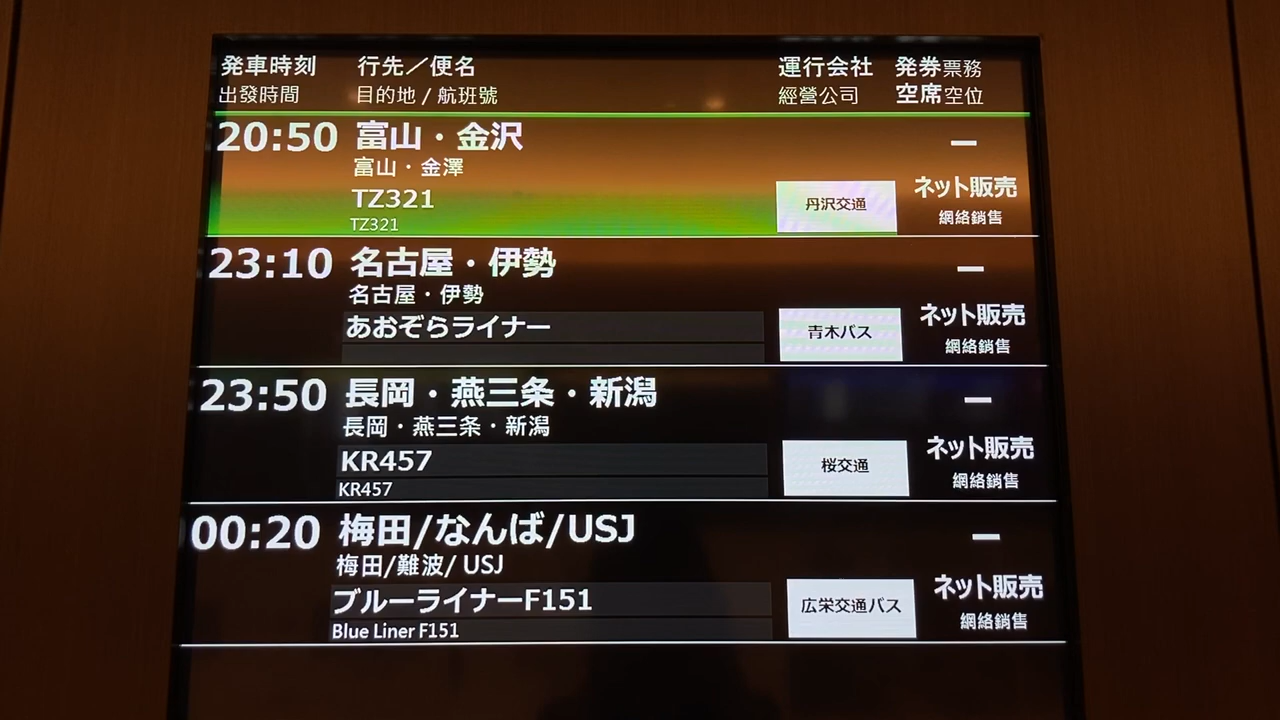 発車時刻 行先／便名 運行会社 発券票務
出發時間 目的地 / 航班號 經營公司 空席空位
20:50 富山・金沢 －
富山・金澤
TZ321 丹沢交通 ネット販売
TZ321 網絡銷售
23:10 名古屋・伊勢 －
名古屋・伊勢
あおぞらライナー 青木バス ネット販売
網絡銷售
23:50 長岡・燕三条・新潟 －
長岡・燕三条・新潟
KR457 桜交通 ネット販売
KR457 網絡銷售
00:20 梅田/なんば/USJ －
梅田/難波/ USJ
ブルーライナーF151 広栄交通バス ネット販売
Blue Liner F151 網絡銷售